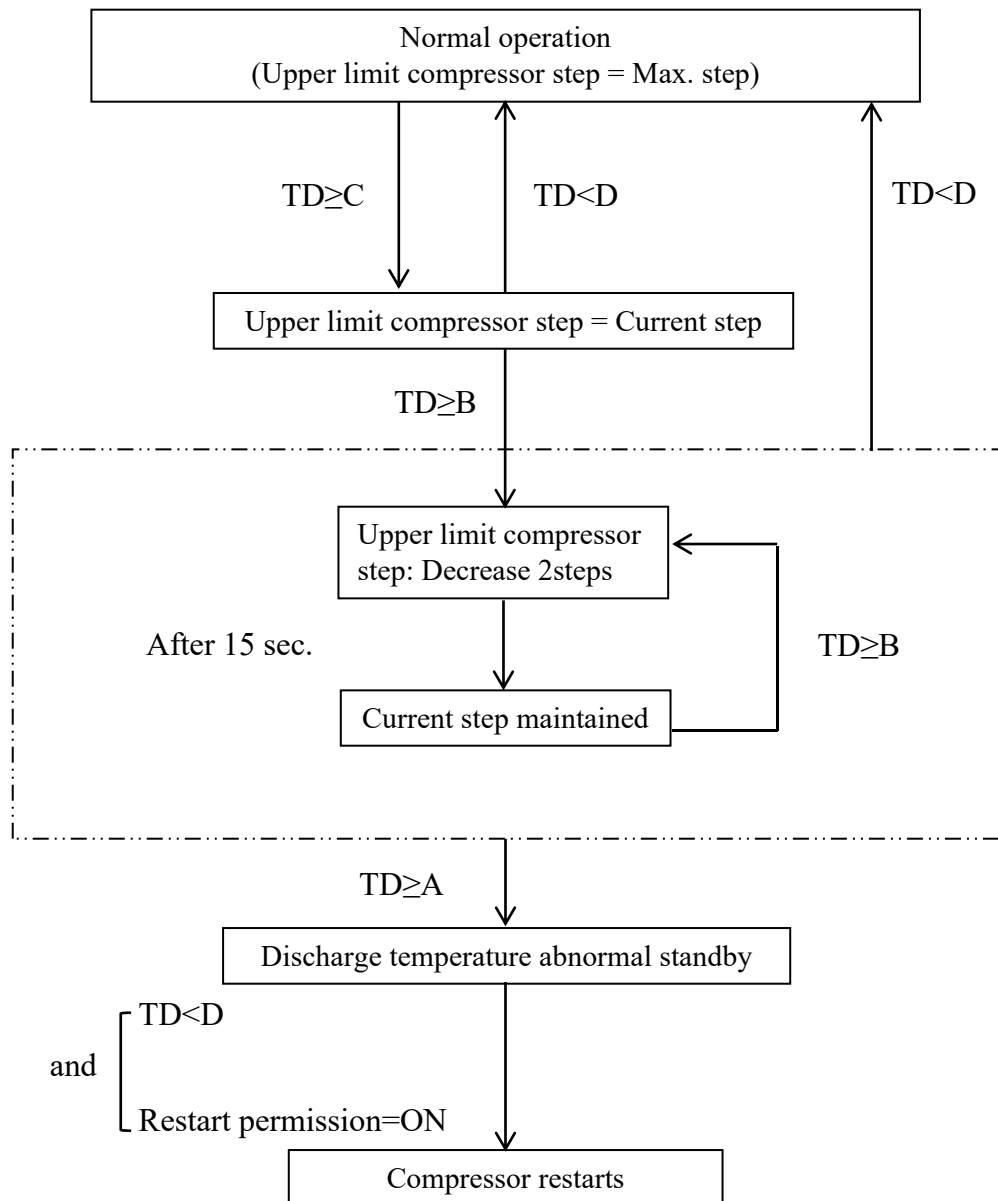 Normal operation
(Upper limit compressor step = Max. step)
TD≥C
TD<D
TD<D
Upper limit compressor step = Current step
TD≥B
Upper limit compressor
step: Decrease 2steps
After 15 sec.
TD≥B
Current step maintained
TD≥A
Discharge temperature abnormal standby
TD<D
and
Restart permission=ON
Compressor restarts